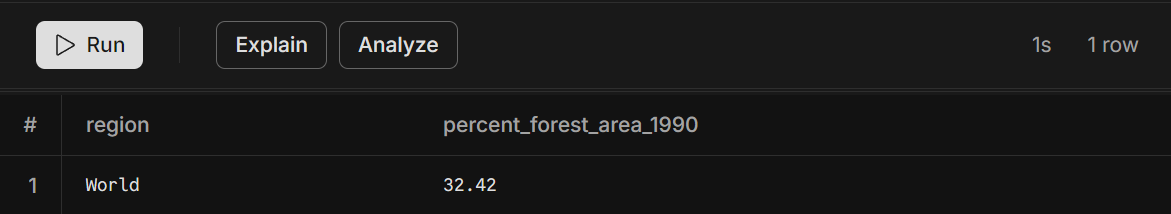 Run Explain Analyze 1s 1 row
# region percent_forest_area_1990
1 World 32.42